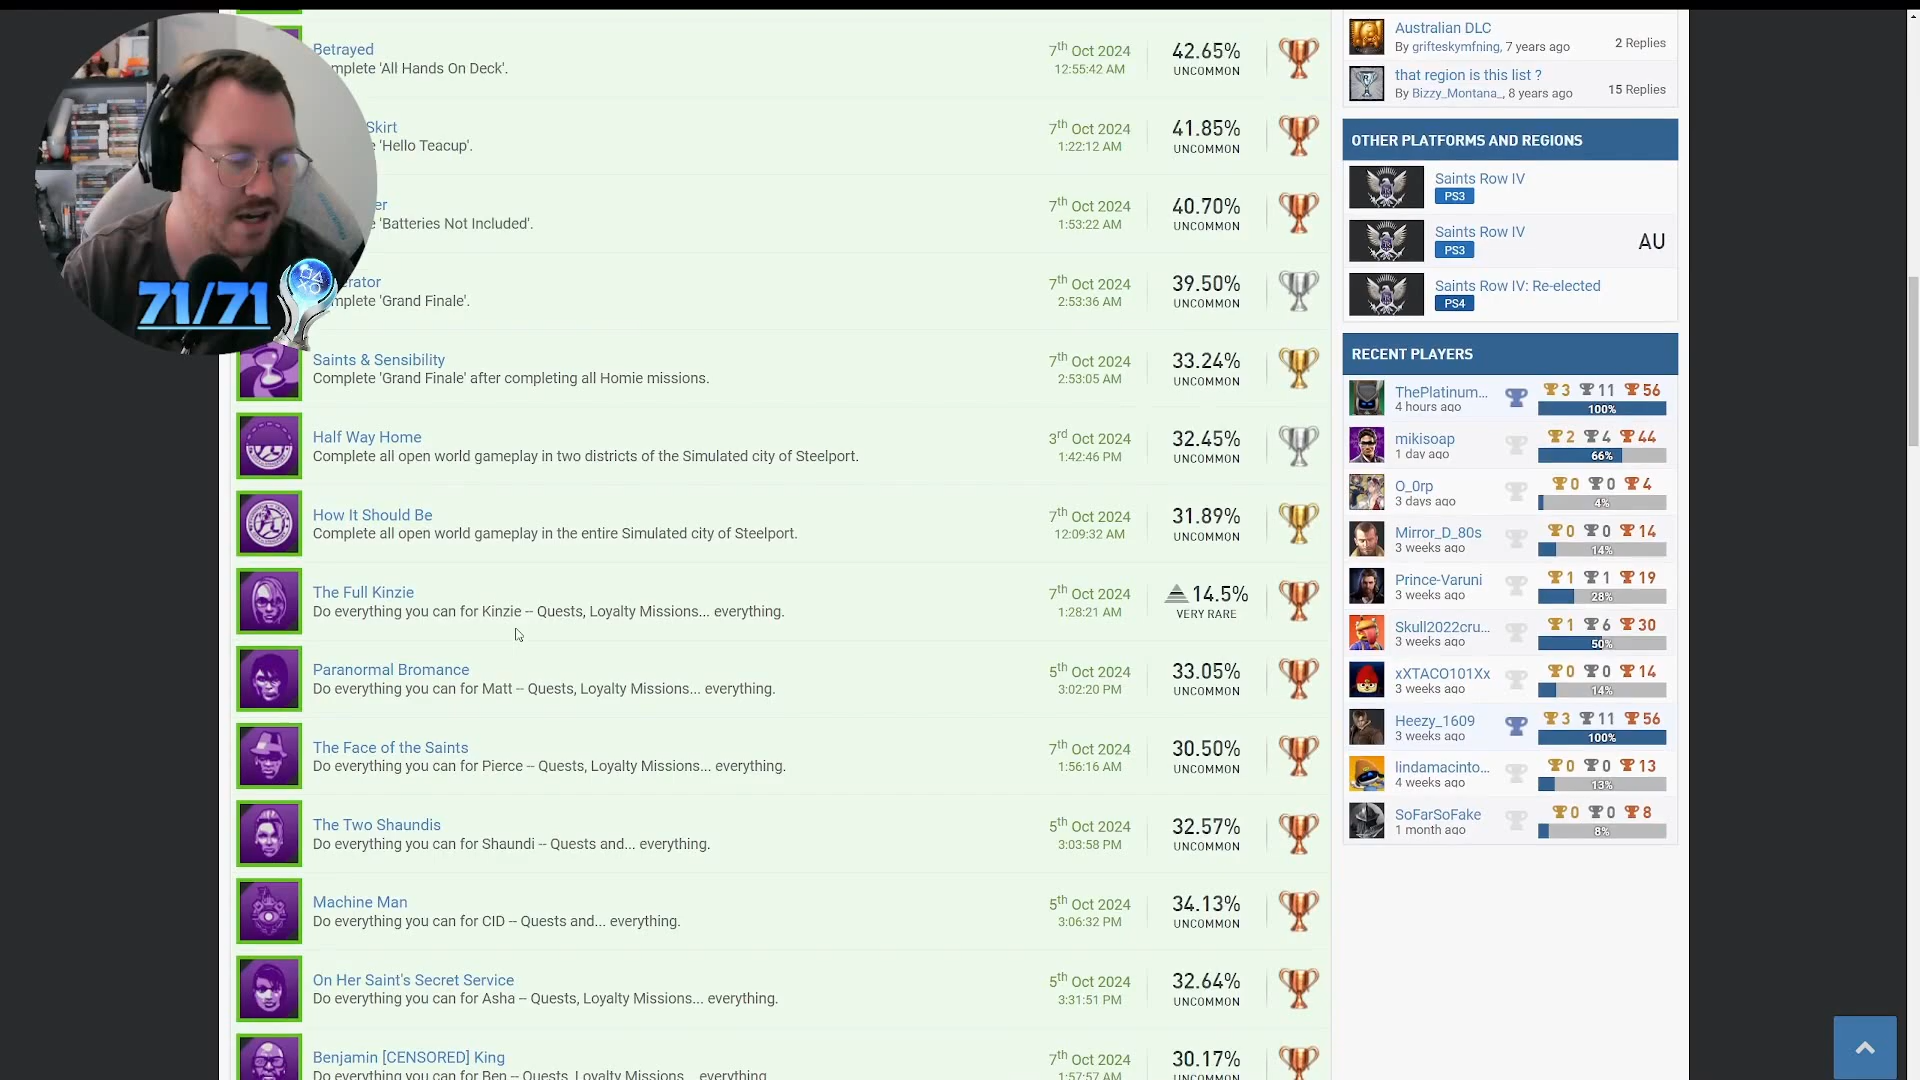 Betrayed
mplete 'All Hands On Deck'.
7th Oct 2024
12:55:42 AM
42.65%
UNCOMMON
Skirt
e 'Hello Teacup'.
7th Oct 2024
1:22:12 AM
41.85%
UNCOMMON
er
e 'Batteries Not Included'.
7th Oct 2024
1:53:22 AM
40.70%
UNCOMMON
erator
mplete 'Grand Finale'.
7th Oct 2024
2:53:36 AM
39.50%
UNCOMMON
71/71
Saints & Sensibility
Complete 'Grand Finale' after completing all Homie missions.
7th Oct 2024
2:53:05 AM
33.24%
UNCOMMON
Half Way Home
Complete all open world gameplay in two districts of the Simulated city of Steelport.
3rd Oct 2024
1:42:46 PM
32.45%
UNCOMMON
How It Should Be
Complete all open world gameplay in the entire Simulated city of Steelport.
7th Oct 2024
12:09:32 AM
31.89%
UNCOMMON
The Full Kinzie
Do everything you can for Kinzie -- Quests, Loyalty Missions... everything.
7th Oct 2024
1:28:21 AM
14.5%
VERY RARE
Paranormal Bromance
Do everything you can for Matt -- Quests, Loyalty Missions... everything.
5th Oct 2024
3:02:20 PM
33.05%
UNCOMMON
The Face of the Saints
Do everything you can for Pierce -- Quests, Loyalty Missions... everything.
7th Oct 2024
1:56:16 AM
30.50%
UNCOMMON
The Two Shaundis
Do everything you can for Shaundi -- Quests and... everything.
5th Oct 2024
3:03:58 PM
32.57%
UNCOMMON
Machine Man
Do everything you can for CID -- Quests and... everything.
5th Oct 2024
3:06:32 PM
34.13%
UNCOMMON
On Her Saint's Secret Service
Do everything you can for Asha -- Quests, Loyalty Missions... everything.
5th Oct 2024
3:31:51 PM
32.64%
UNCOMMON
Benjamin [CENSORED] King
Do everything you can for Ben -- Quests, Loyalty Missions... everything.
7th Oct 2024
1:57:57 AM
30.17%
UNCOMMON
Australian DLC
By grifteskymfning, 7 years ago
2 Replies
that region is this list ?
By Bizzy_Montana_, 8 years ago
15 Replies
OTHER PLATFORMS AND REGIONS
Saints Row IV
PS3
Saints Row IV
PS3
AU
Saints Row IV: Re-elected
PS4
RECENT PLAYERS
ThePlatinum...
4 hours ago
3 11 56
100%
mikisoap
1 day ago
2 4 44
66%
O_0rp
3 days ago
0 0 4
4%
Mirror_D_80s
3 weeks ago
0 0 14
14%
Prince-Varuni
3 weeks ago
1 1 19
28%
Skull2022cru...
3 weeks ago
1 6 30
50%
xXTACO101Xx
3 weeks ago
0 0 14
14%
Heezy_1609
3 weeks ago
3 11 56
100%
lindamacinto...
4 weeks ago
0 0 13
13%
SoFarSoFake
1 month ago
0 0 8
8%